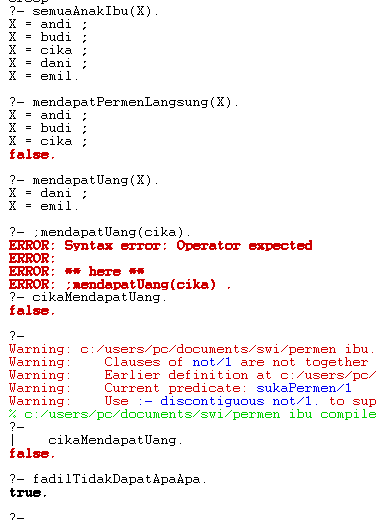 ?- semuaAnakIbu(X).
X = andi ;
X = budi ;
X = cika ;
X = dani ;
X = emil.
?- mendapatPermenLangsung(X).
X = andi ;
X = budi ;
X = cika ;
false.
?- mendapatUang(X).
X = dani ;
X = emil.
?- ;mendapatUang(cika).
ERROR: Syntax error: Operator expected
ERROR:
ERROR: ** here **
ERROR: ;mendapatUang(cika) .
?- cikaMendapatUang.
false.
?-
Warning: c:/users/pc/documents/swi/permen ibu.
Warning:    Clauses of not/1 are not together
Warning:    Earlier definition at c:/users/pc/
Warning:    Current predicate: sukaPermen/1
Warning:    Use :- discontiguous not/1. to sup
% c:/users/pc/documents/swi/permen ibu compile
?-
|    cikaMendapatUang.
false.
?- fadilTidakDapatApaApa.
true.
?-